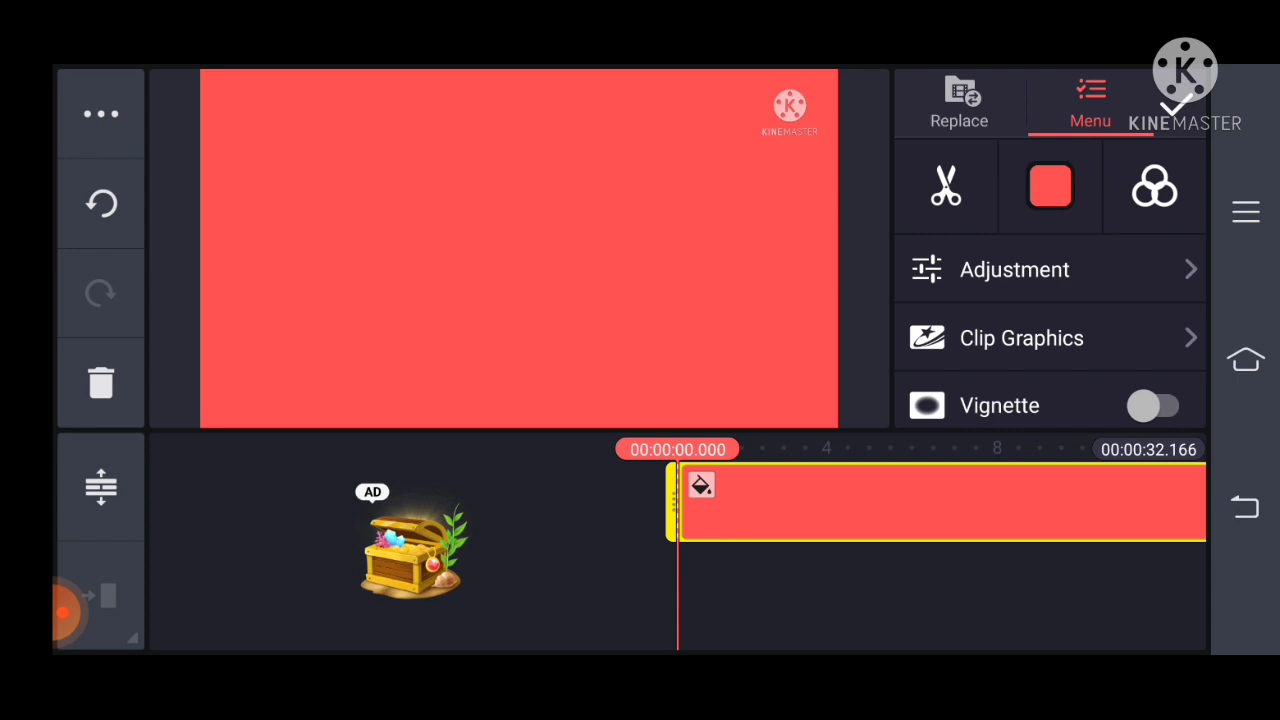 Replace
Menu
K
KINEMASTER
K
KINEMASTER
Adjustment
Clip Graphics
Vignette
00:00:00.000
4
8
00:00:32.166
AD